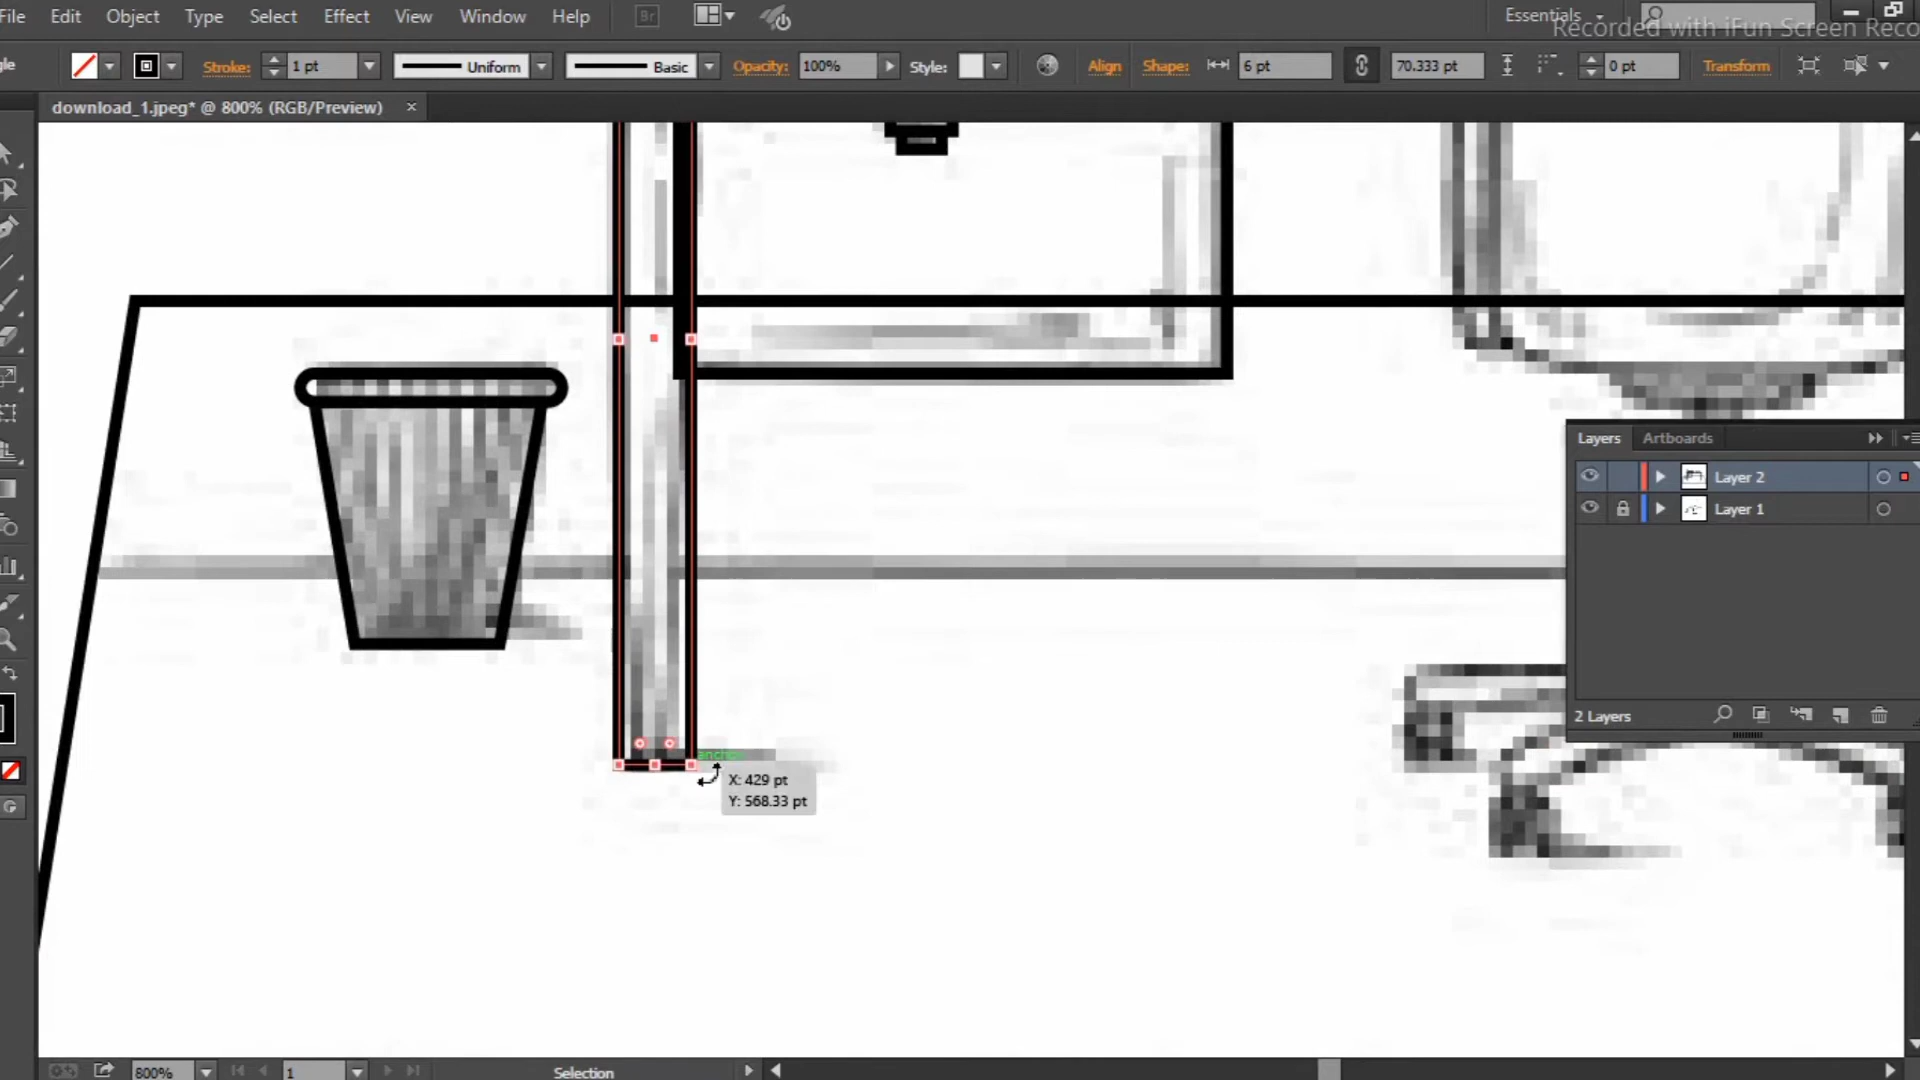 File Edit Object Type Select Effect View Window Help Br Essentials
Recorded with iFun Screen Reco
Stroke: 1 pt Uniform Basic Opacity: 100% Style: Align Shape: 6 pt 70.333 pt 0 pt Transform
download_1.jpeg* @ 800% (RGB/Preview) ×
Layers Artboards
Layer 2
Layer 1
2 Layers
X: 429 pt
Y: 568.33 pt
800% 1 Selection